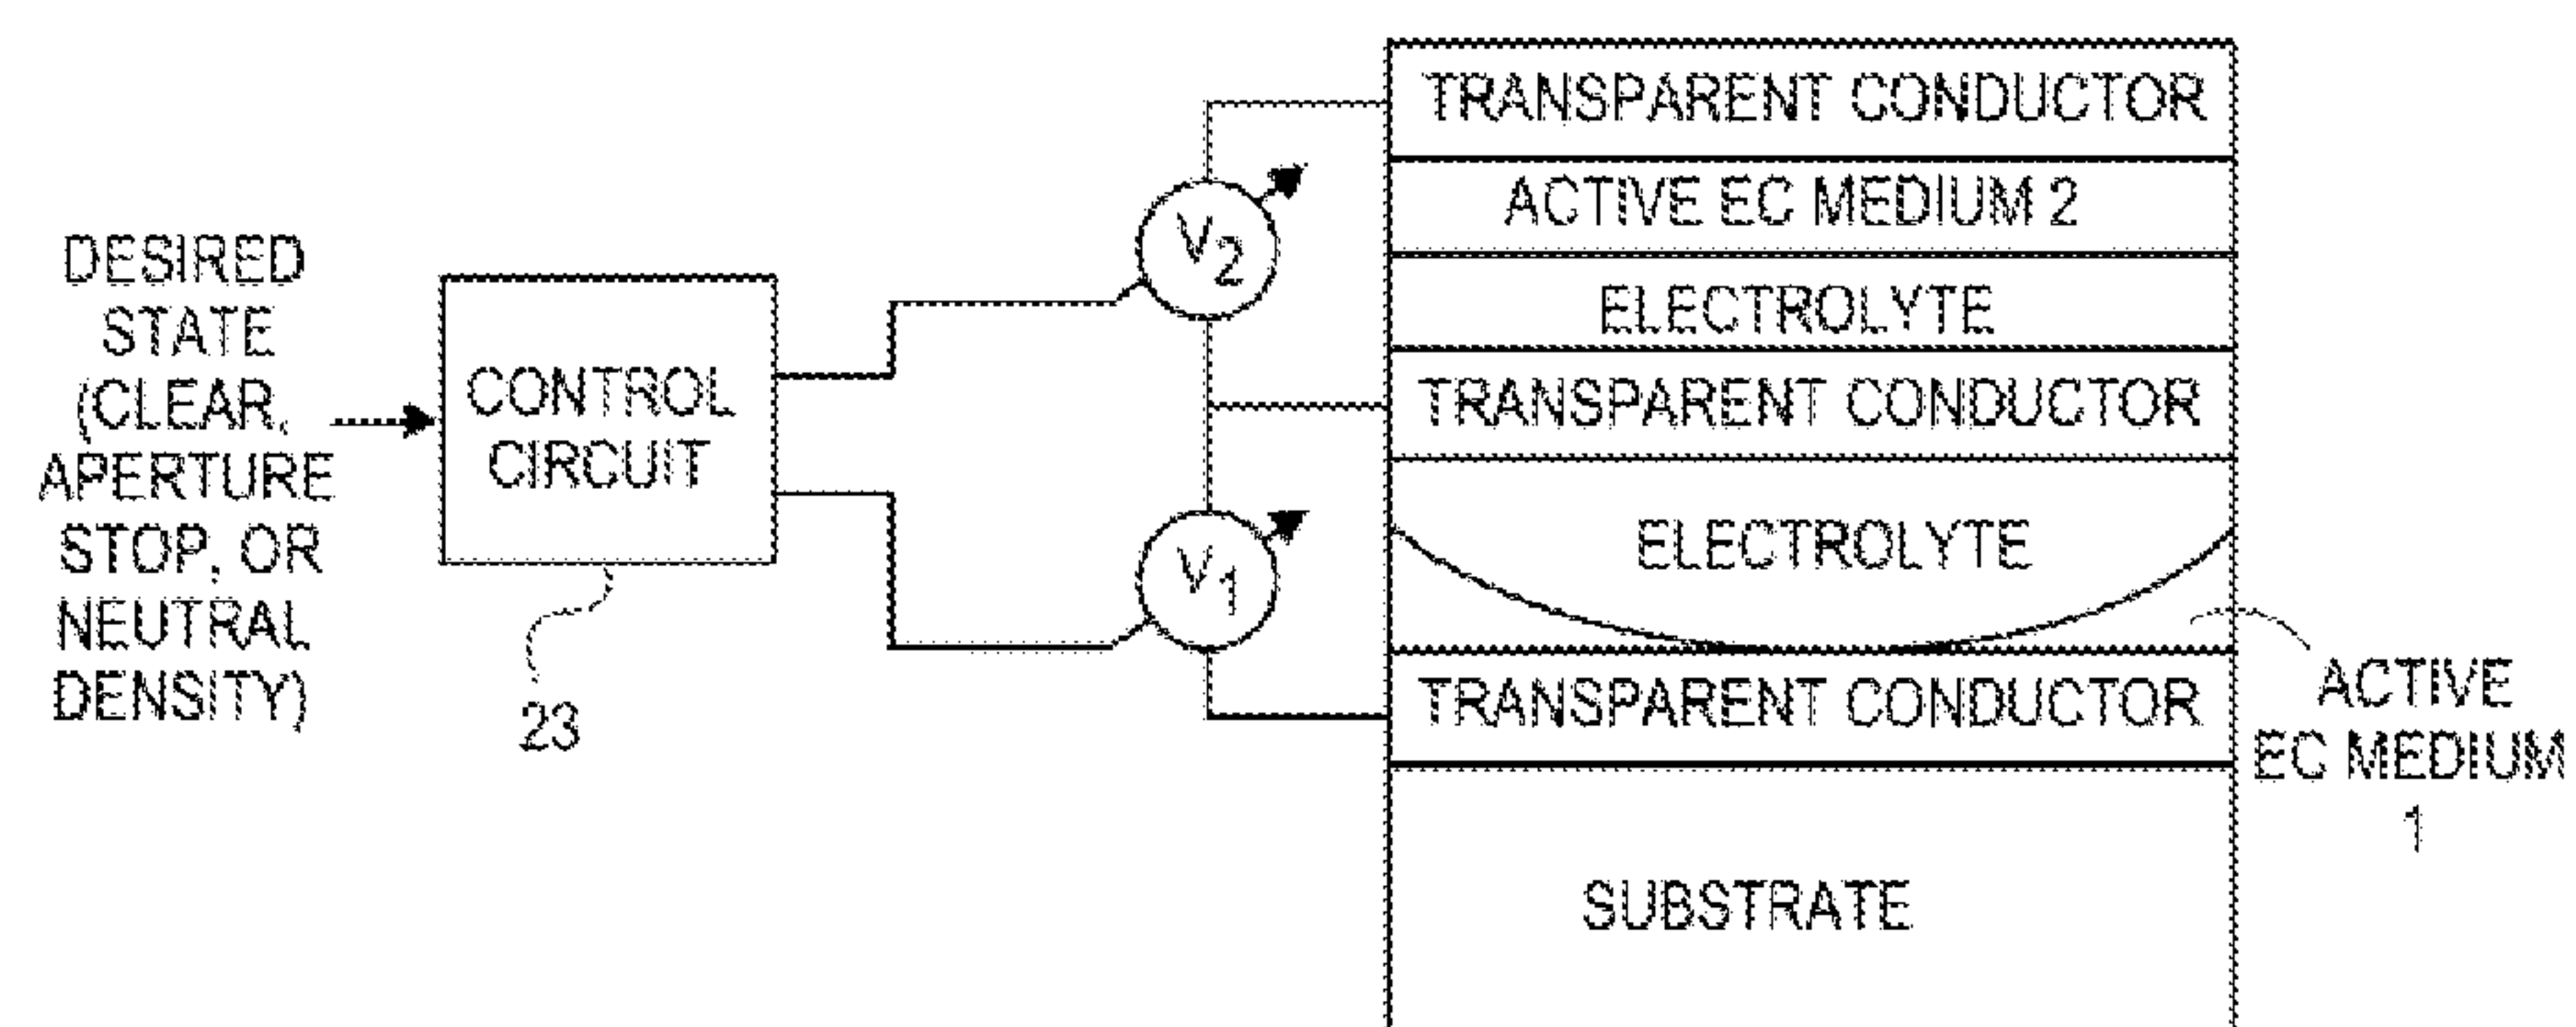 DESIRED
STATE
(CLEAR,
APERTURE
STOP, OR
NEUTRAL
DENSITY)
CONTROL
CIRCUIT
23
V2
V1
TRANSPARENT CONDUCTOR
ACTIVE EC MEDIUM 2
ELECTROLYTE
TRANSPARENT CONDUCTOR
ELECTROLYTE
TRANSPARENT CONDUCTOR
SUBSTRATE
ACTIVE
EC MEDIUM
1